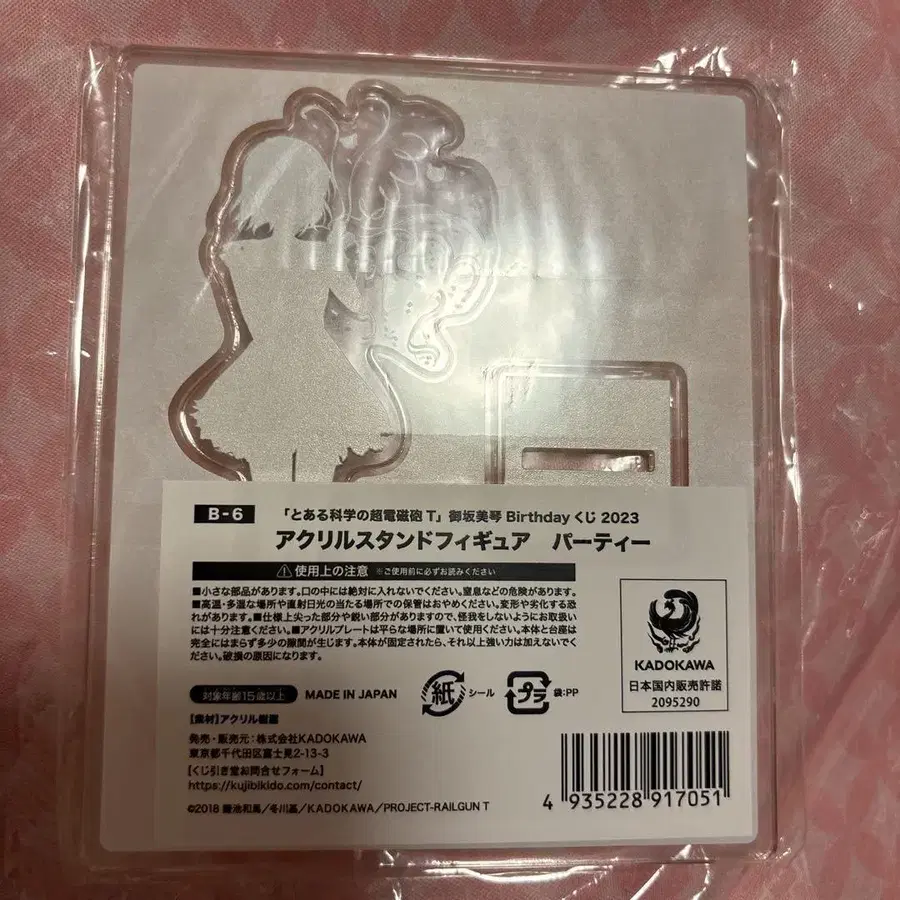 B-6
「とある科学の超電磁砲T」御坂美琴 Birthday くじ 2023
アクリルスタンドフィギュア　パーティー
使用上の注意 ※ご使用前に必ずお読みください
■小さな部品があります。口の中には絶対に入れないでください。窒息などの危険があります。
■高温・多湿な場所や直射日光の当たる場所での保管はおやめください。変形や劣化する恐
れがあります。■仕様上尖った部分や鋭い部分がありますので、怪我をしないようにお取扱い
には十分注意ください。■アクリルプレートは平らな場所に置いて使用ください。本体と台座は
完全にはまらず多少の隙間が生じます。本体が固定されたら、それ以上強い力は加えないでく
ださい。破損の原因になります。
KADOKAWA
日本国内販売許諾
2095290
対象年齢15歳以上 MADE IN JAPAN 紙 シール プラ 袋:PP
【素材】アクリル樹脂
発売・販売元：株式会社KADOKAWA
東京都千代田区富士見2-13-3
【くじ引き堂お問合せフォーム】
https://kujibikido.com/contact/
©2018 鎌池和馬／冬川基／KADOKAWA／PROJECT-RAILGUN T
4 935228 917051